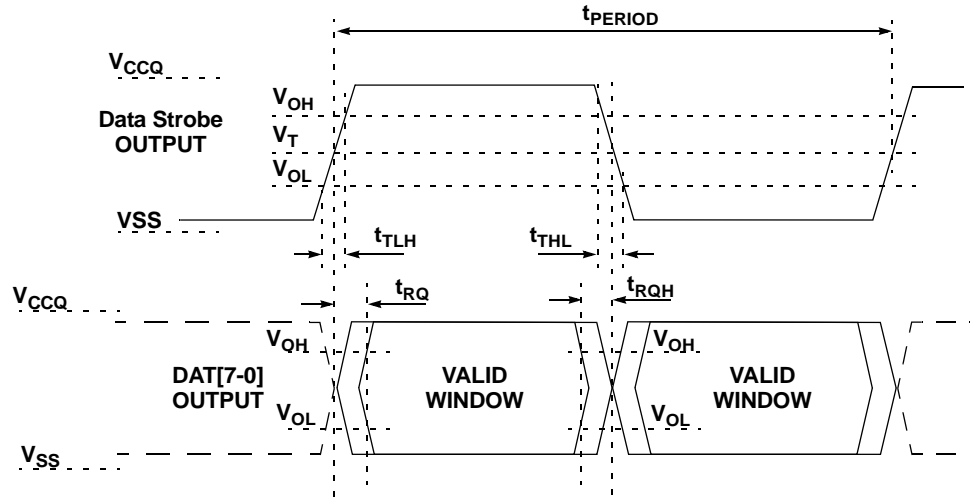 tPERIOD
VCCQ
VOH
Data Strobe
OUTPUT
VT
VOL
VSS
tTLH
tTHL
tRQ
tRQH
VCCQ
VOH
VOH
DAT[7-0]
OUTPUT
VALID
WINDOW
VALID
WINDOW
VOL
VOL
VSS